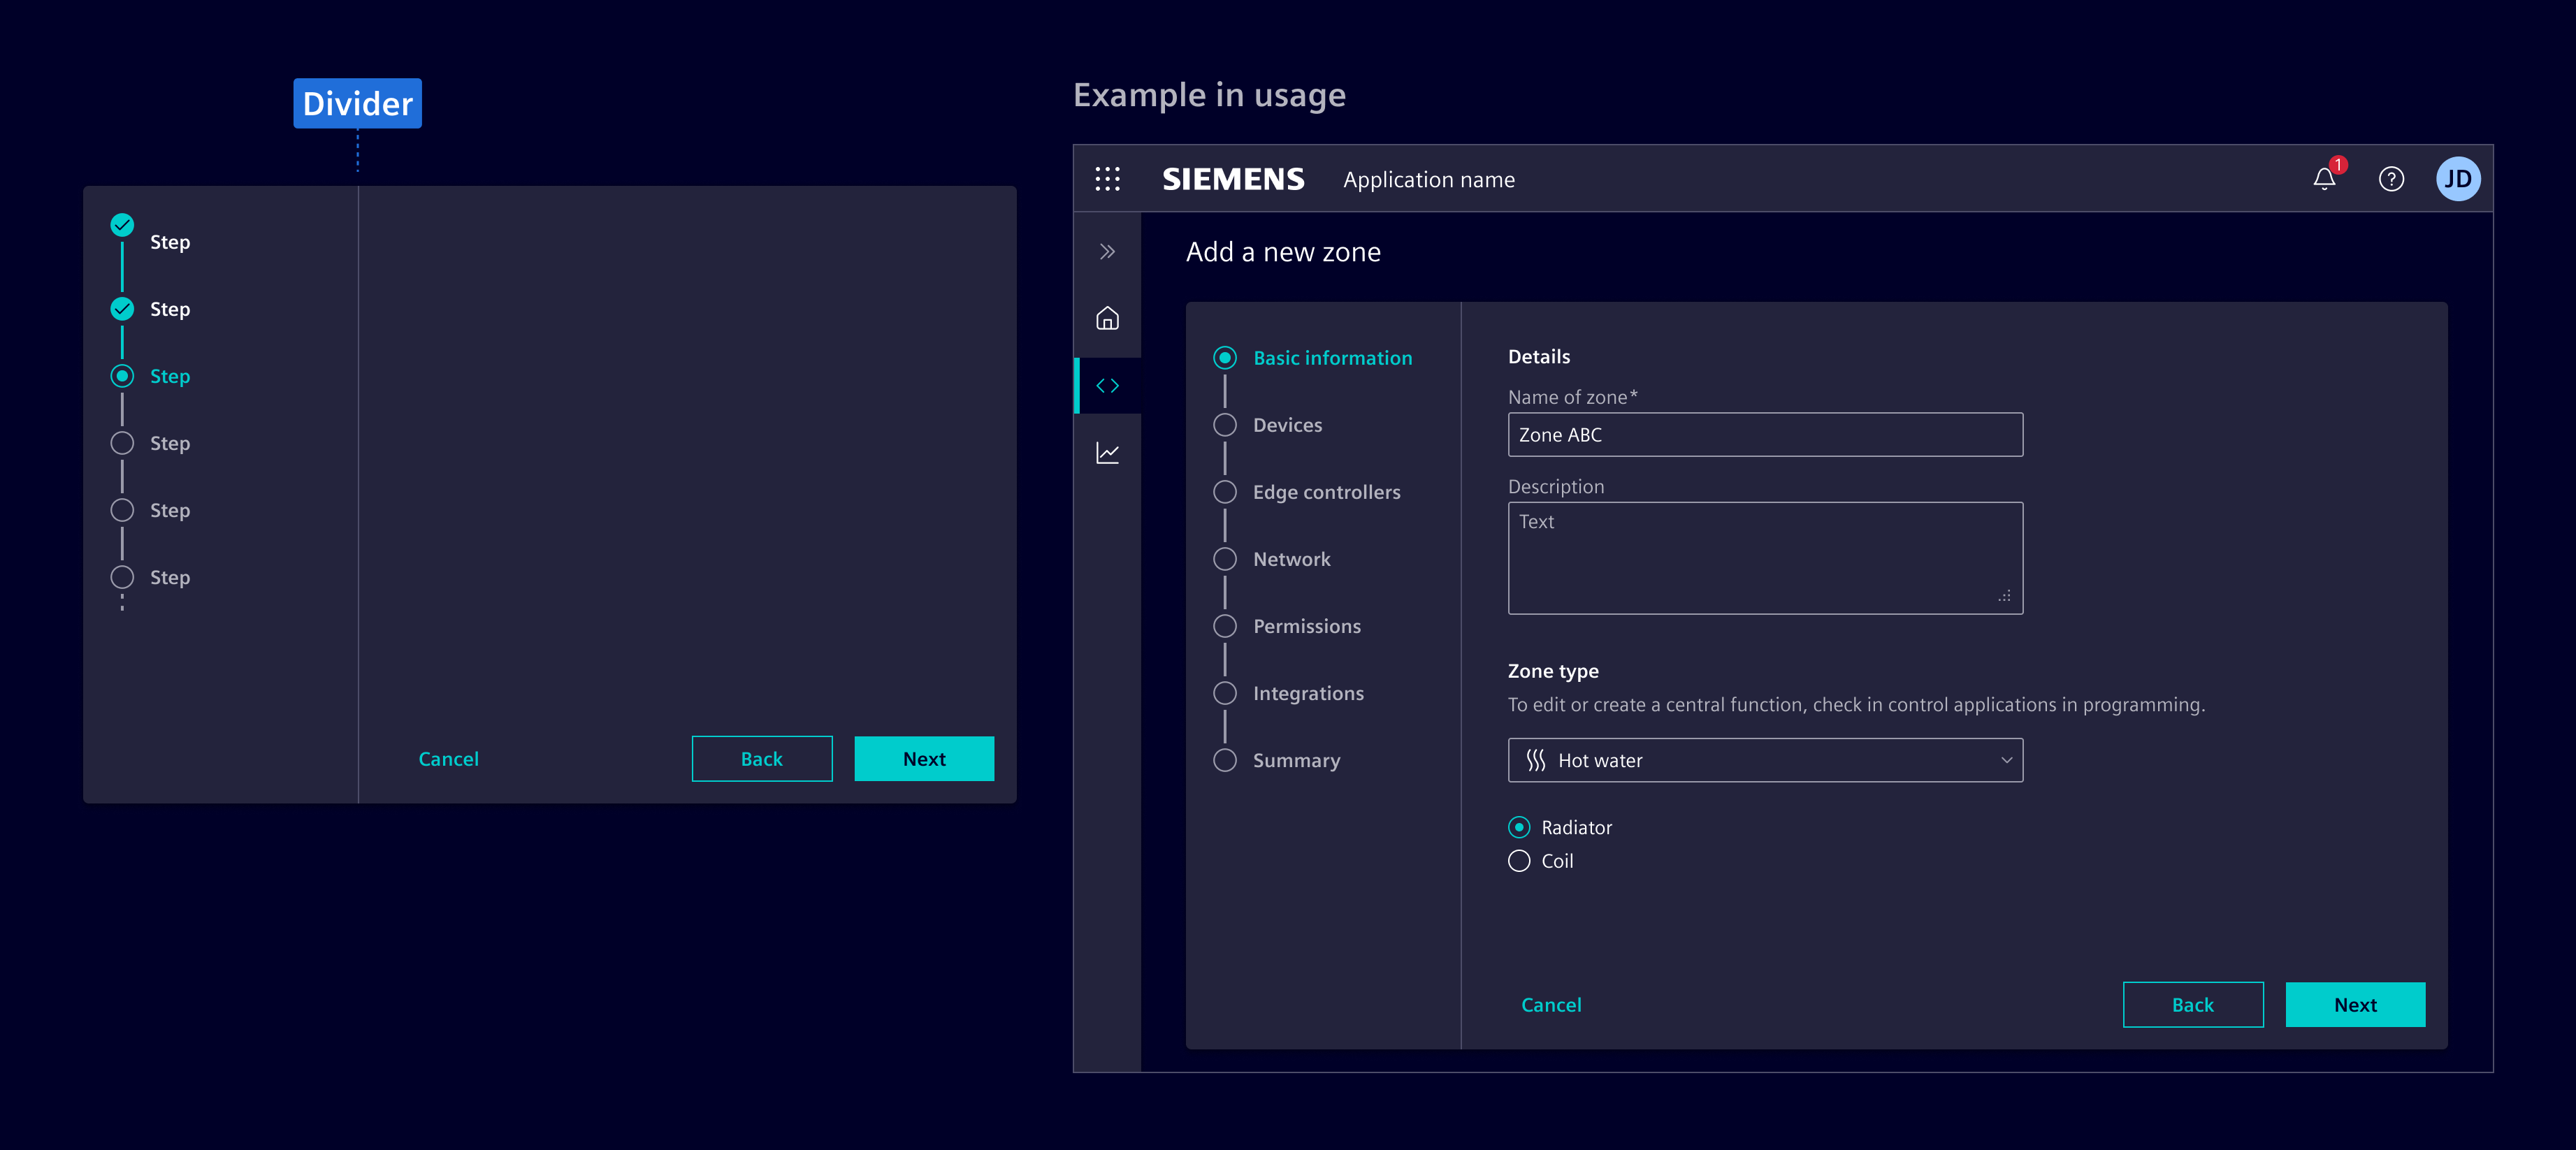 Divider
Step
Step
Step
Step
Step
Step
Cancel
Back
Next
Example in usage
SIEMENS
Application name
1
JD
Add a new zone
Basic information
Devices
Edge controllers
Network
Permissions
Integrations
Summary
Details
Name of zone*
Zone ABC
Description
Text
Zone type
To edit or create a central function, check in control applications in programming.
Hot water
Radiator
Coil
Cancel
Back
Next